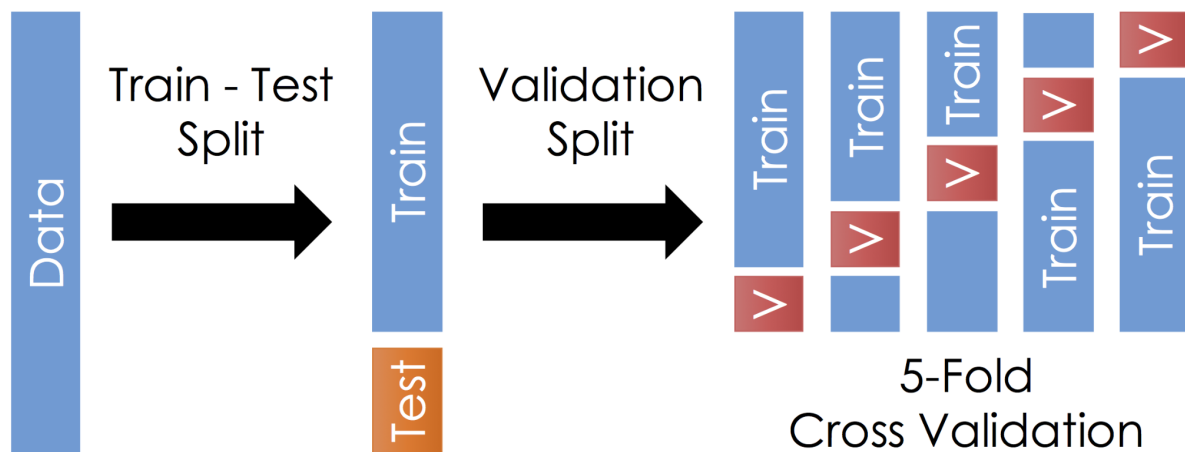 Data
Train - Test
Split
Train
Test
Validation
Split
Train
V
Train
V
Train
V
V
Train
V
Train
5-Fold
Cross Validation